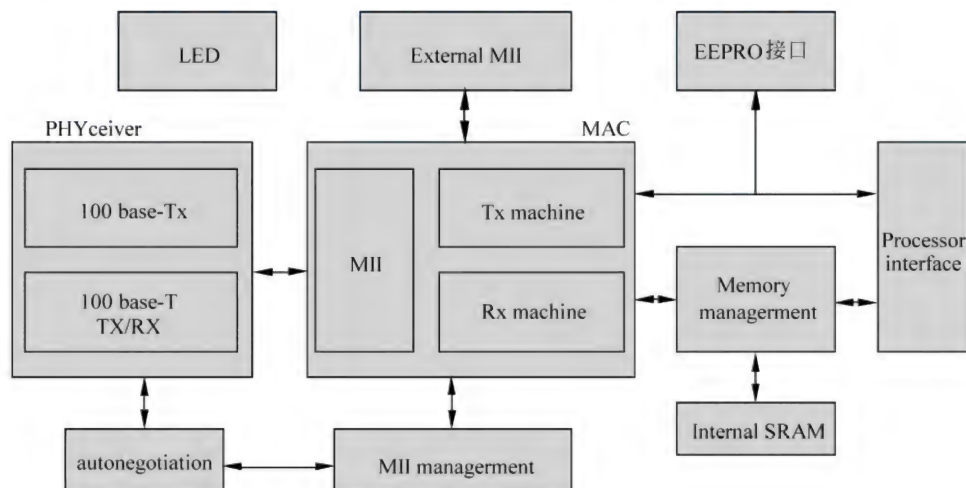 LED
External MII
EEPRO接口
PHYceiver
MAC
100 base-Tx
100 base-T
TX/RX
MII
Tx machine
Rx machine
Memory
management
Processor
interface
Internal SRAM
autonegotiation
MII managerment